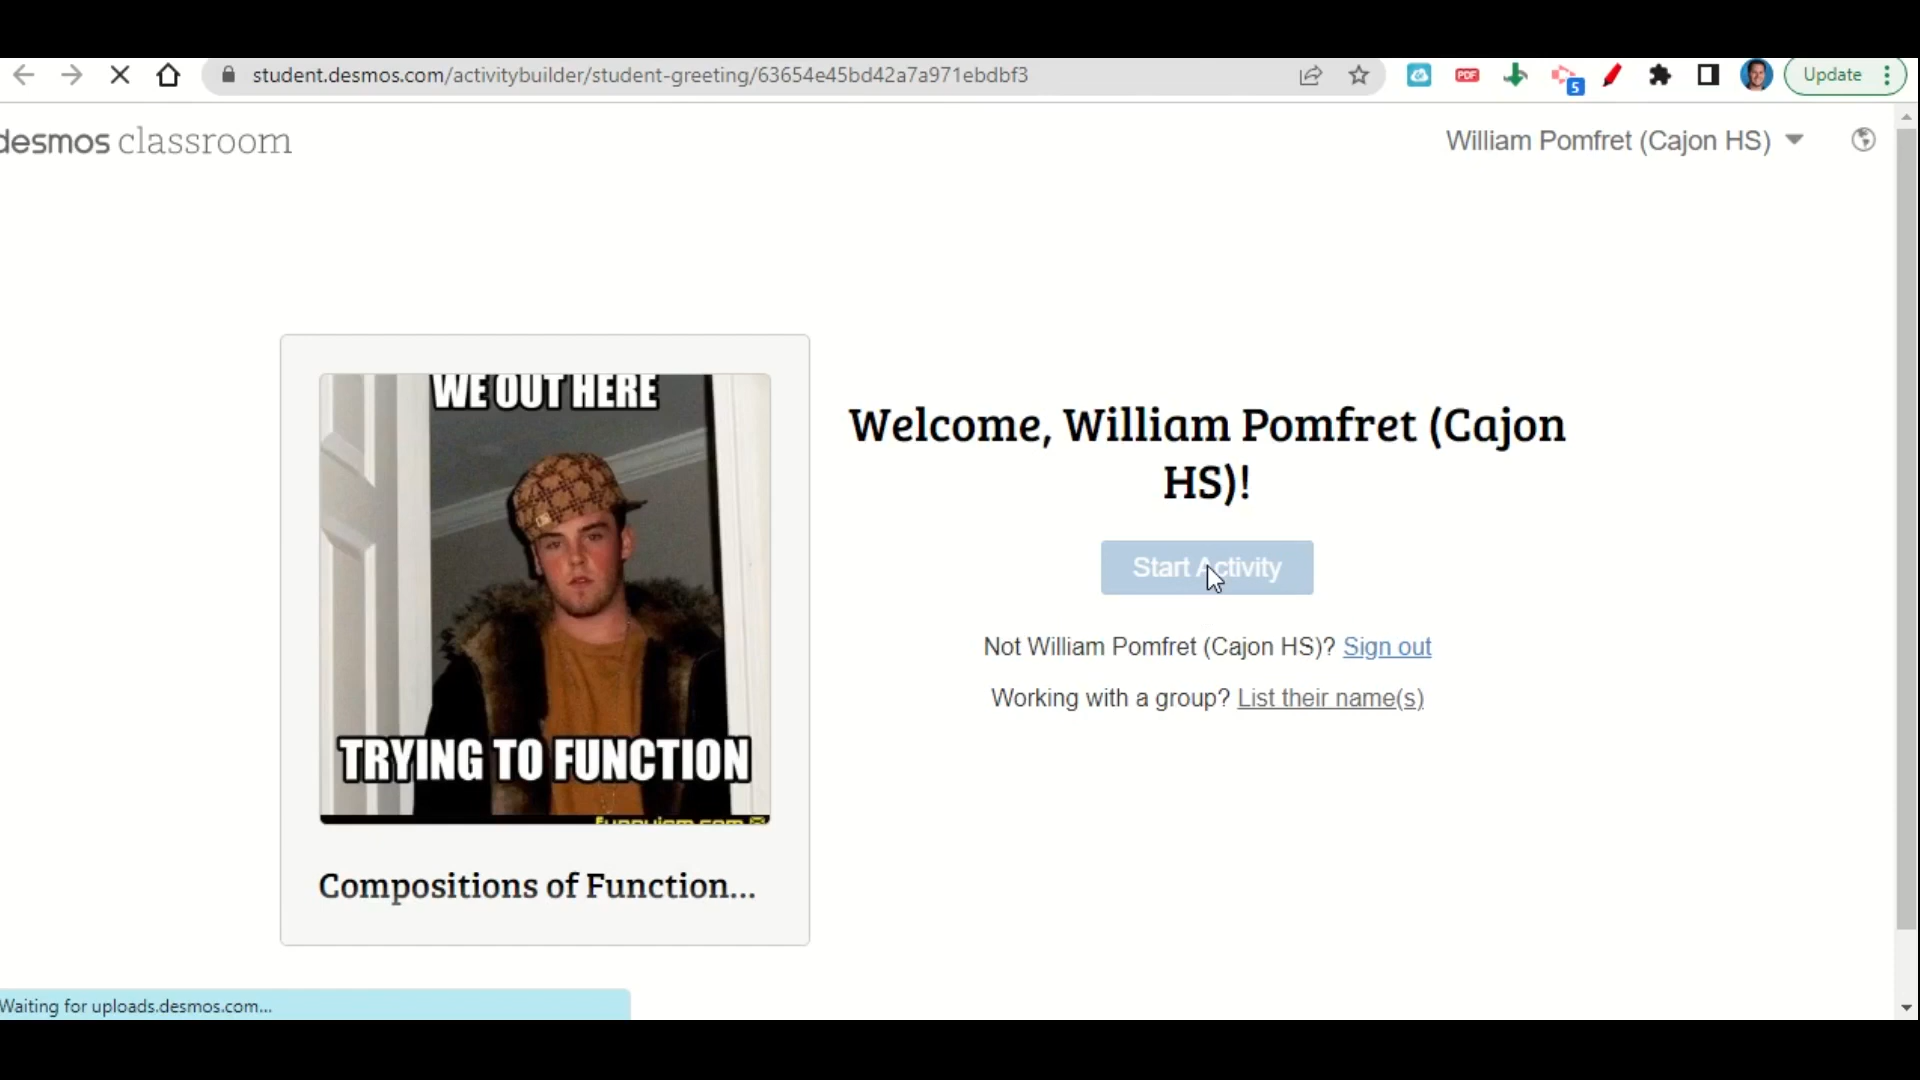 student.desmos.com/activitybuilder/student-greeting/63654e45bd42a7a971ebdbf3
PDF
5
Update
desmos classroom
William Pomfret (Cajon HS)
WE OUT HERE
TRYING TO FUNCTION
Compositions of Function...
Welcome, William Pomfret (Cajon
HS)!
Start Activity
Not William Pomfret (Cajon HS)? Sign out
Working with a group? List their name(s)
Waiting for uploads.desmos.com...